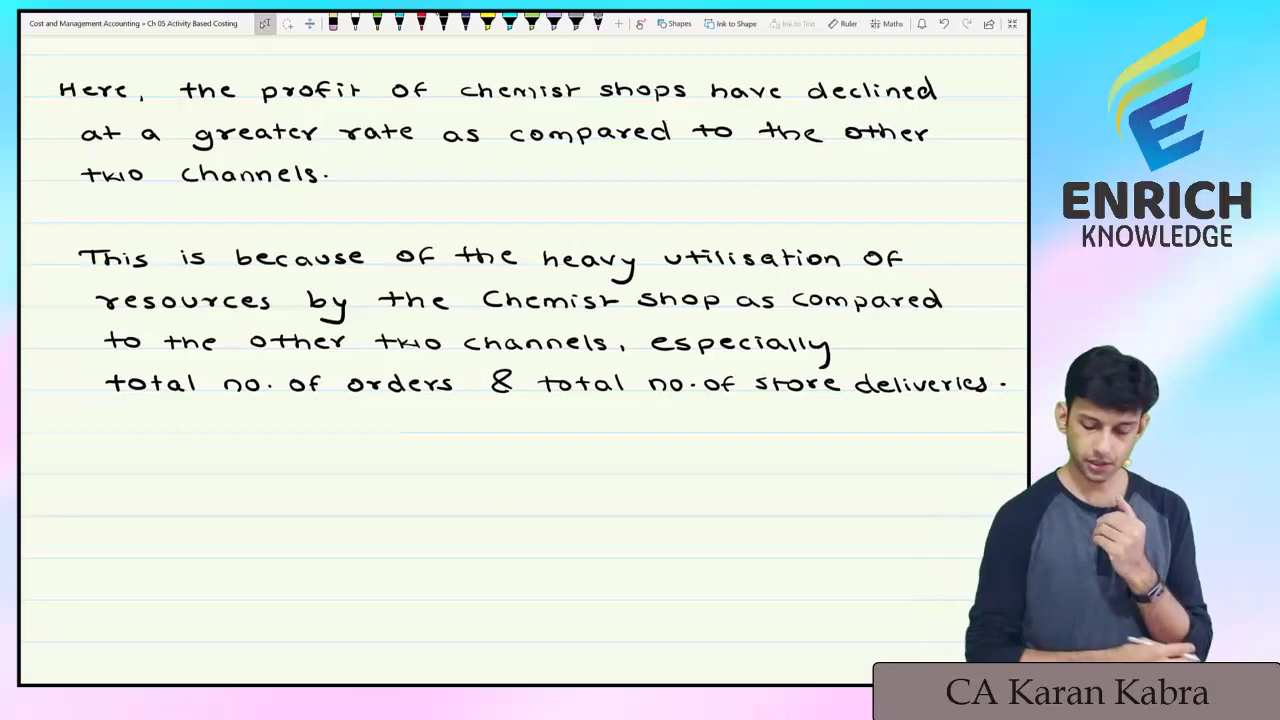 Cost and Management Accounting » Ch 05 Activity Based Costing
Shapes Ink to Shape Ink to Text Ruler Maths
Here, the profit of chemist shops have declined
at a greater rate as compared to the other
two channels.
This is because of the heavy utilisation of
resources by the Chemist shop as compared
to the other two channels, especially
total no. of orders & total no. of store deliveries.
ENRICH
KNOWLEDGE
CA Karan Kabra